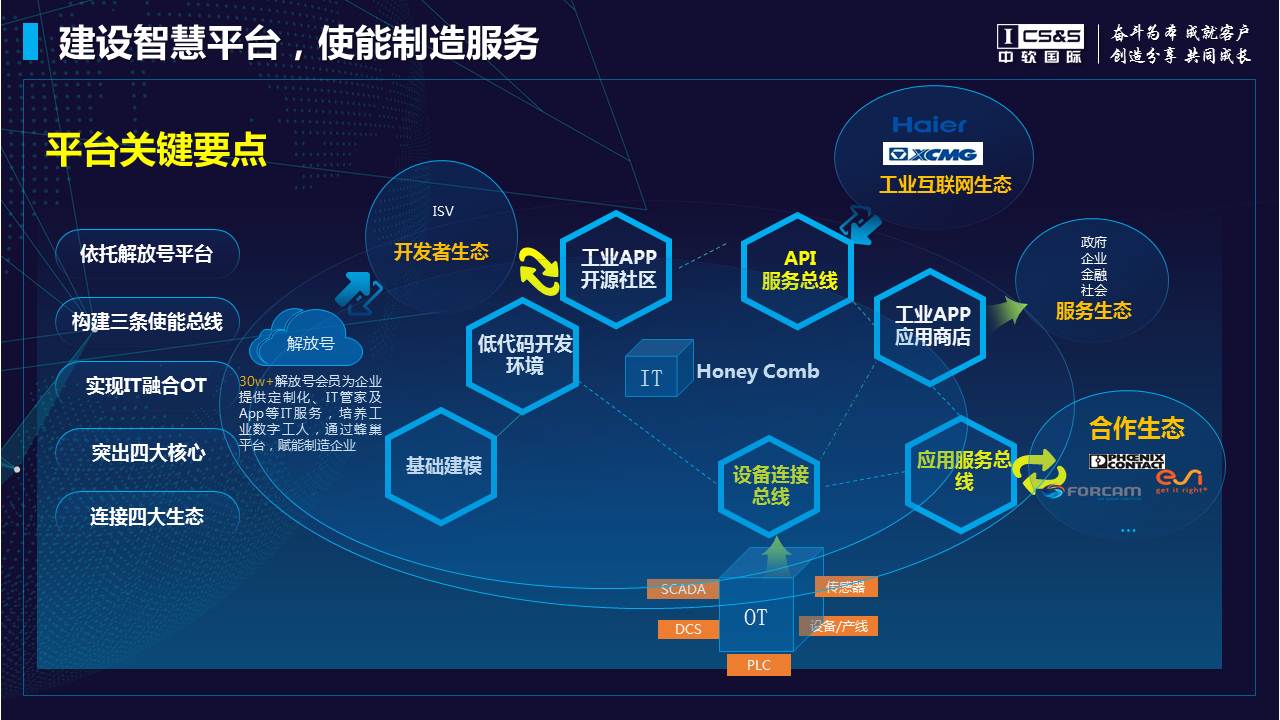 建设智慧平台，使能制造服务
CS&S
中软国际
奋斗为本 成就客户
创造分享 共同成长
平台关键要点
依托解放号平台
构建三条使能总线
实现IT融合OT
突出四大核心
连接四大生态
ISV
开发者生态
解放号
30w+解放号会员为企业
提供定制化、IT管家及
App等IT服务，培养工
业数字工人，通过蜂巢
平台，赋能制造企业
工业APP
开源社区
低代码开发
环境
基础建模
IT
Honey Comb
API
服务总线
工业APP
应用商店
设备连接
总线
应用服务总
线
Haier
XCMG
工业互联网生态
政府
企业
金融
社会
服务生态
合作生态
PHOENIX
CONTACT
FORCAM
esi
get it right
...
SCADA
DCS
PLC
OT
传感器
设备/产线